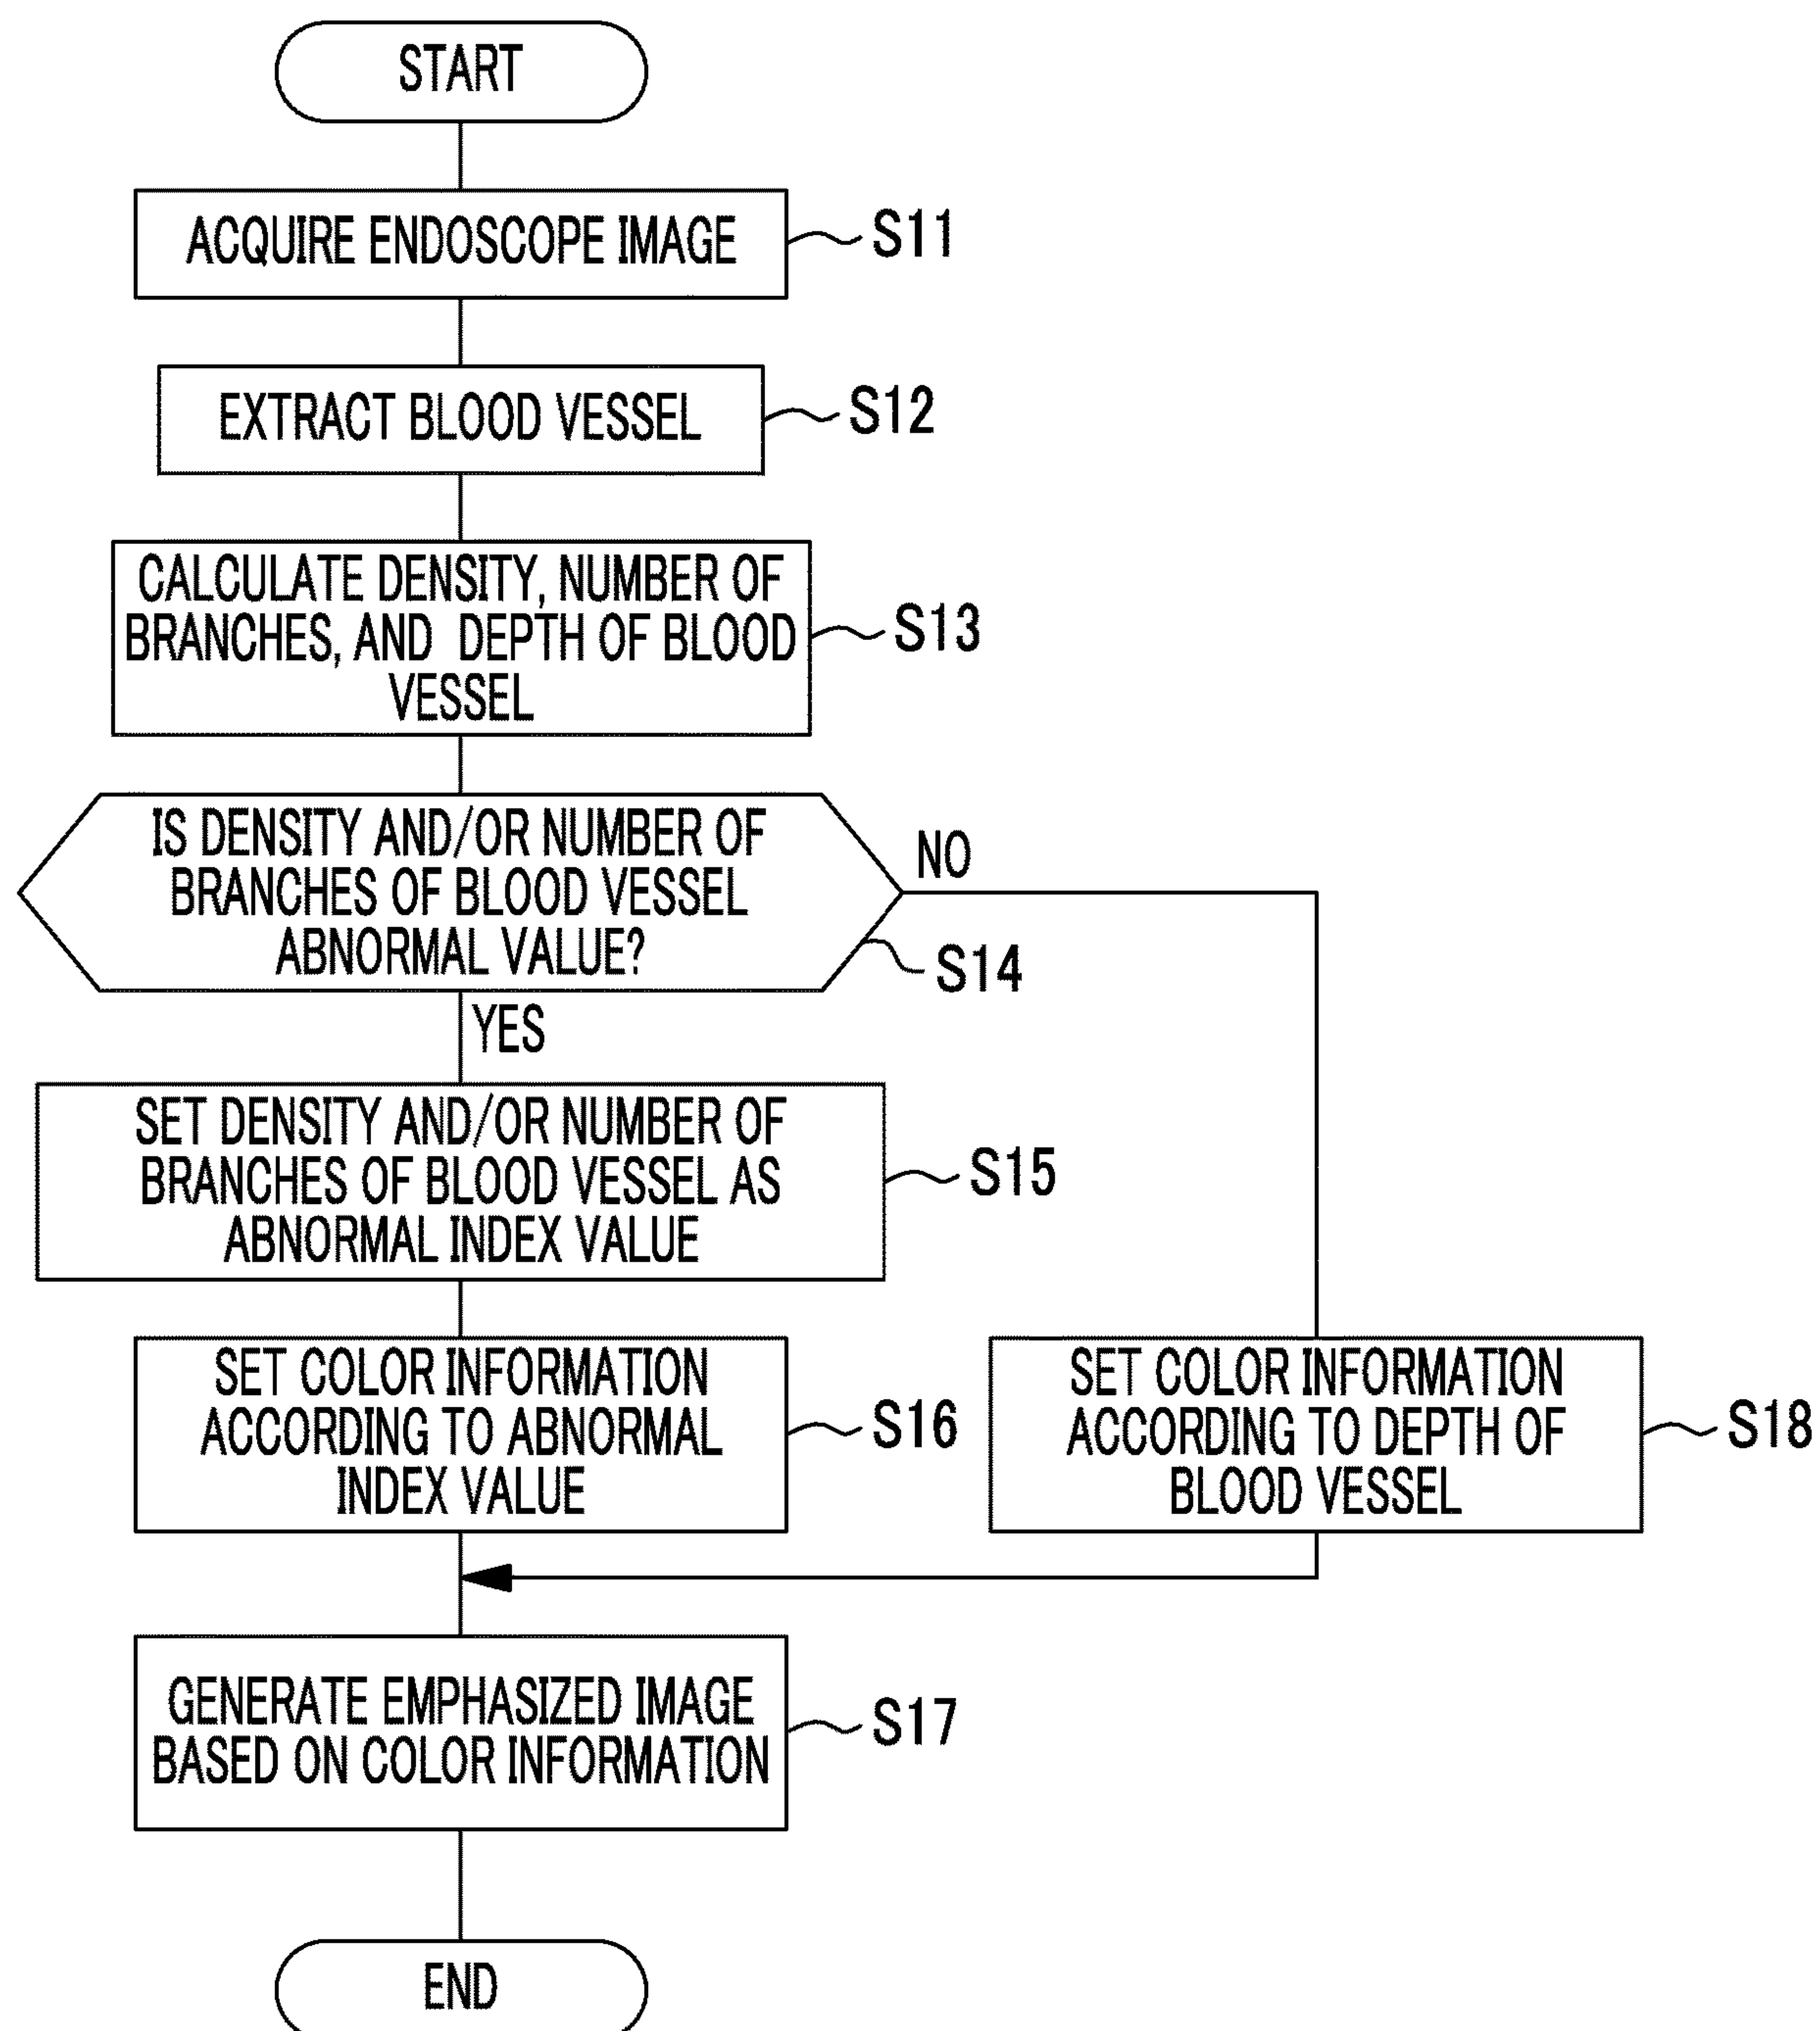 START
ACQUIRE ENDOSCOPE IMAGE
S11
EXTRACT BLOOD VESSEL
S12
CALCULATE DENSITY, NUMBER OF
BRANCHES, AND DEPTH OF BLOOD
VESSEL
S13
IS DENSITY AND/OR NUMBER OF
BRANCHES OF BLOOD VESSEL
ABNORMAL VALUE?
NO
S14
YES
SET DENSITY AND/OR NUMBER OF
BRANCHES OF BLOOD VESSEL AS
ABNORMAL INDEX VALUE
S15
SET COLOR INFORMATION
ACCORDING TO ABNORMAL
INDEX VALUE
S16
SET COLOR INFORMATION
ACCORDING TO DEPTH OF
BLOOD VESSEL
S18
GENERATE EMPHASIZED IMAGE
BASED ON COLOR INFORMATION
S17
END